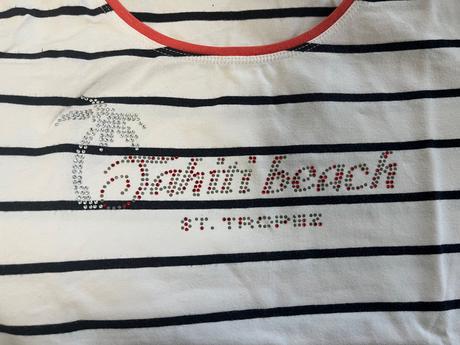 Tahiti beach
ST. TROPEZ